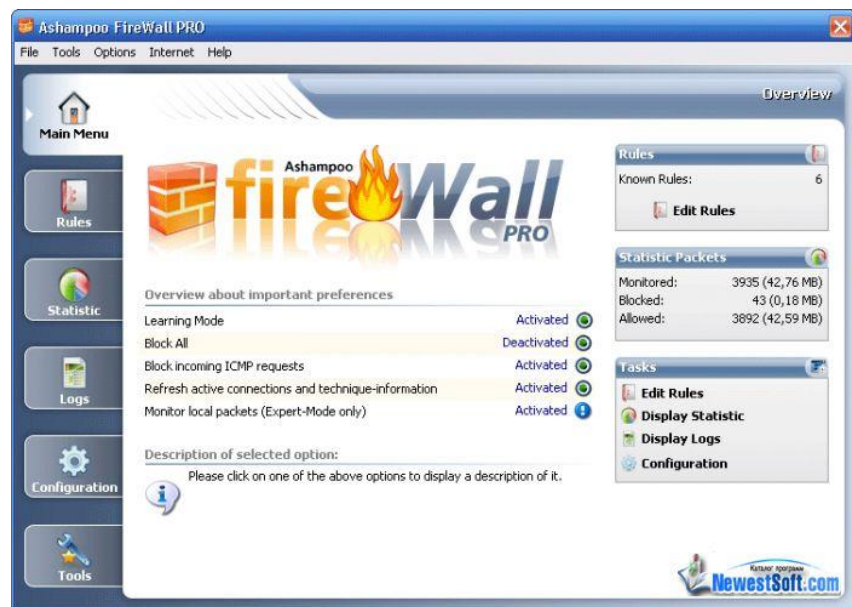 Ashampoo FireWall PRO
File Tools Options Internet Help
Overview
Main Menu
Rules
Statistic
Logs
Configuration
Tools
Ashampoo
fireWall
PRO
Overview about important preferences
Learning Mode Activated
Block All Deactivated
Block incoming ICMP requests Activated
Refresh active connections and technique-information Activated
Monitor local packets (Expert-Mode only) Activated
Description of selected option:
Please click on one of the above options to display a description of it.
Rules
Known Rules: 6
Edit Rules
Statistic Packets
Monitored: 3935 (42,76 MB)
Blocked: 43 (0,18 MB)
Allowed: 3892 (42,59 MB)
Tasks
Edit Rules
Display Statistic
Display Logs
Configuration
Каталог программ
NewestSoft.com